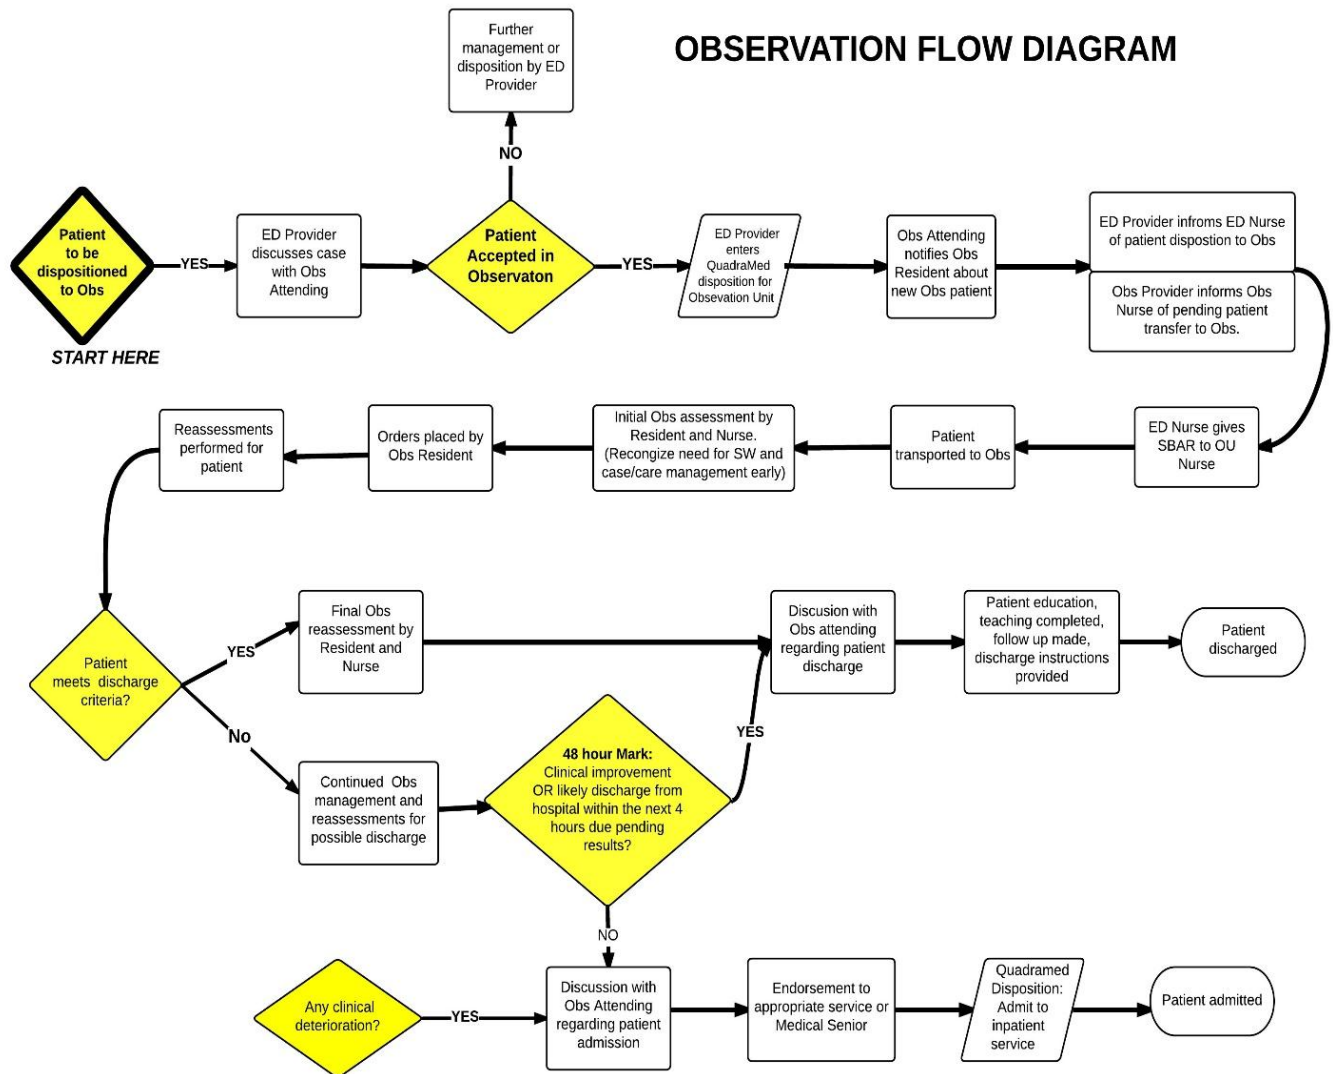 Further
management or
disposition by ED
Provider
OBSERVATION FLOW DIAGRAM
NO
Patient
to be
dispositioned
to Obs
START HERE
YES
ED Provider
discusses case
with Obs
Attending
Patient
Accepted in
Observaton
YES
ED Provider
enters
QuadraMed
disposition for
Obsevation Unit
Obs Attending
notifies Obs
Resident about
new Obs patient
ED Provider infroms ED Nurse
of patient dispostion to Obs
Obs Provider informs Obs
Nurse of pending patient
transfer to Obs.
ED Nurse gives
SBAR to OU
Nurse
Patient
transported to Obs
Initial Obs assessment by
Resident and Nurse.
(Recongize need for SW and
case/care management early)
Orders placed by
Obs Resident
Reassessments
performed for
patient
Patient
meets discharge
criteria?
YES
Final Obs
reassessment by
Resident and
Nurse
Discusion with
Obs attending
regarding patient
discharge
Patient education,
teaching completed,
follow up made,
discharge instructions
provided
Patient
discharged
No
Continued Obs
management and
reassessments for
possible discharge
48 hour Mark:
Clinical improvement
OR likely discharge from
hospital within the next 4
hours due pending
results?
YES
NO
Any clinical
deterioration?
YES
Discussion with
Obs Attending
regarding patient
admission
Endorsement to
appropriate service or
Medical Senior
Quadramed
Disposition:
Admit to
inpatient
service
Patient admitted